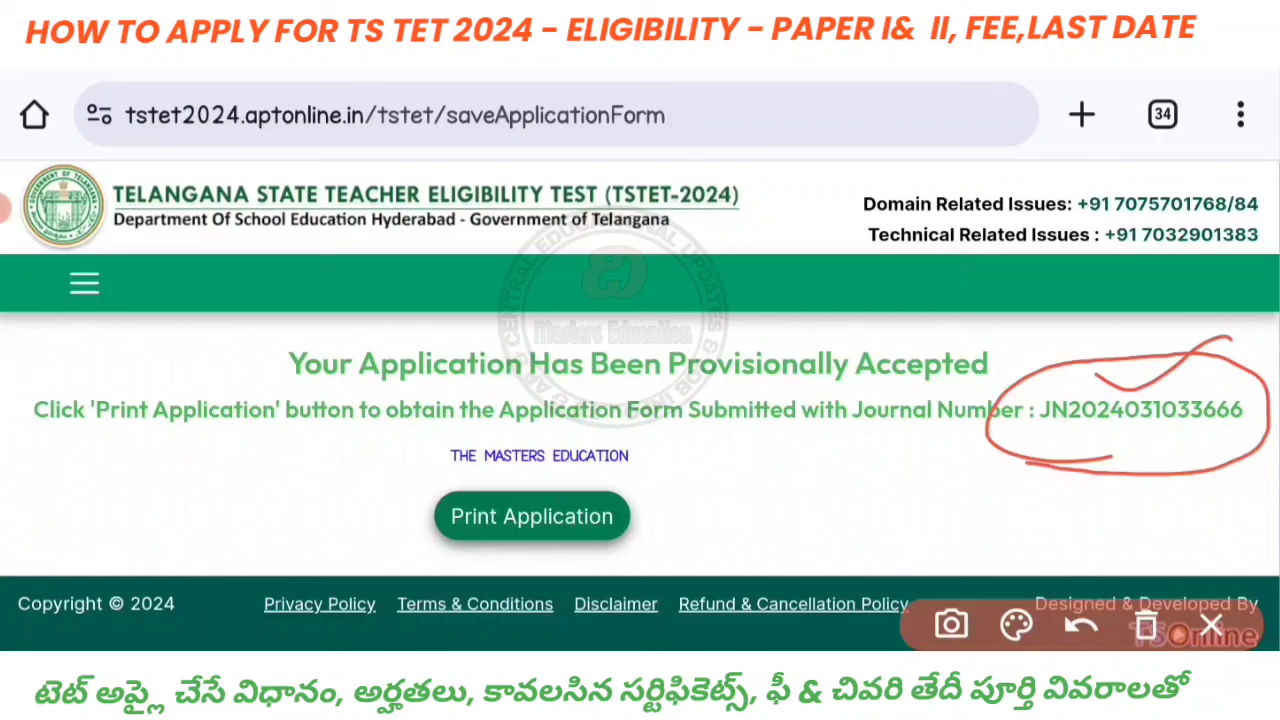 HOW TO APPLY FOR TS TET 2024 - ELIGIBILITY - PAPER I& II, FEE,LAST DATE
tstet2024.aptonline.in/tstet/saveApplicationForm
34
TELANGANA STATE TEACHER ELIGIBILITY TEST (TSTET-2024)
Department Of School Education Hyderabad - Government of Telangana
Domain Related Issues: +91 7075701768/84
Technical Related Issues : +91 7032901383
Masters Education
Your Application Has Been Provisionally Accepted
Click 'Print Application' button to obtain the Application Form Submitted with Journal Number : JN2024031033666
THE MASTERS EDUCATION
Print Application
Copyright © 2024
Privacy Policy
Terms & Conditions
Disclaimer
Refund & Cancellation Policy
Designed & Developed By
TSOnline
టెట్ అప్లై చేసే విధానం, అర్హతలు, కావలసిన సర్టిఫికెట్స్, ఫీ & చివరి తేదీ పూర్తి వివరాలతో